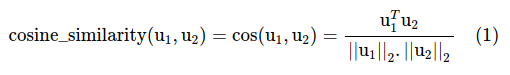 cosine_similarity(u₁, u₂) = cos(u₁, u₂) = u₁ᵀu₂ / ||u₁||₂. ||u₂||₂ (1)